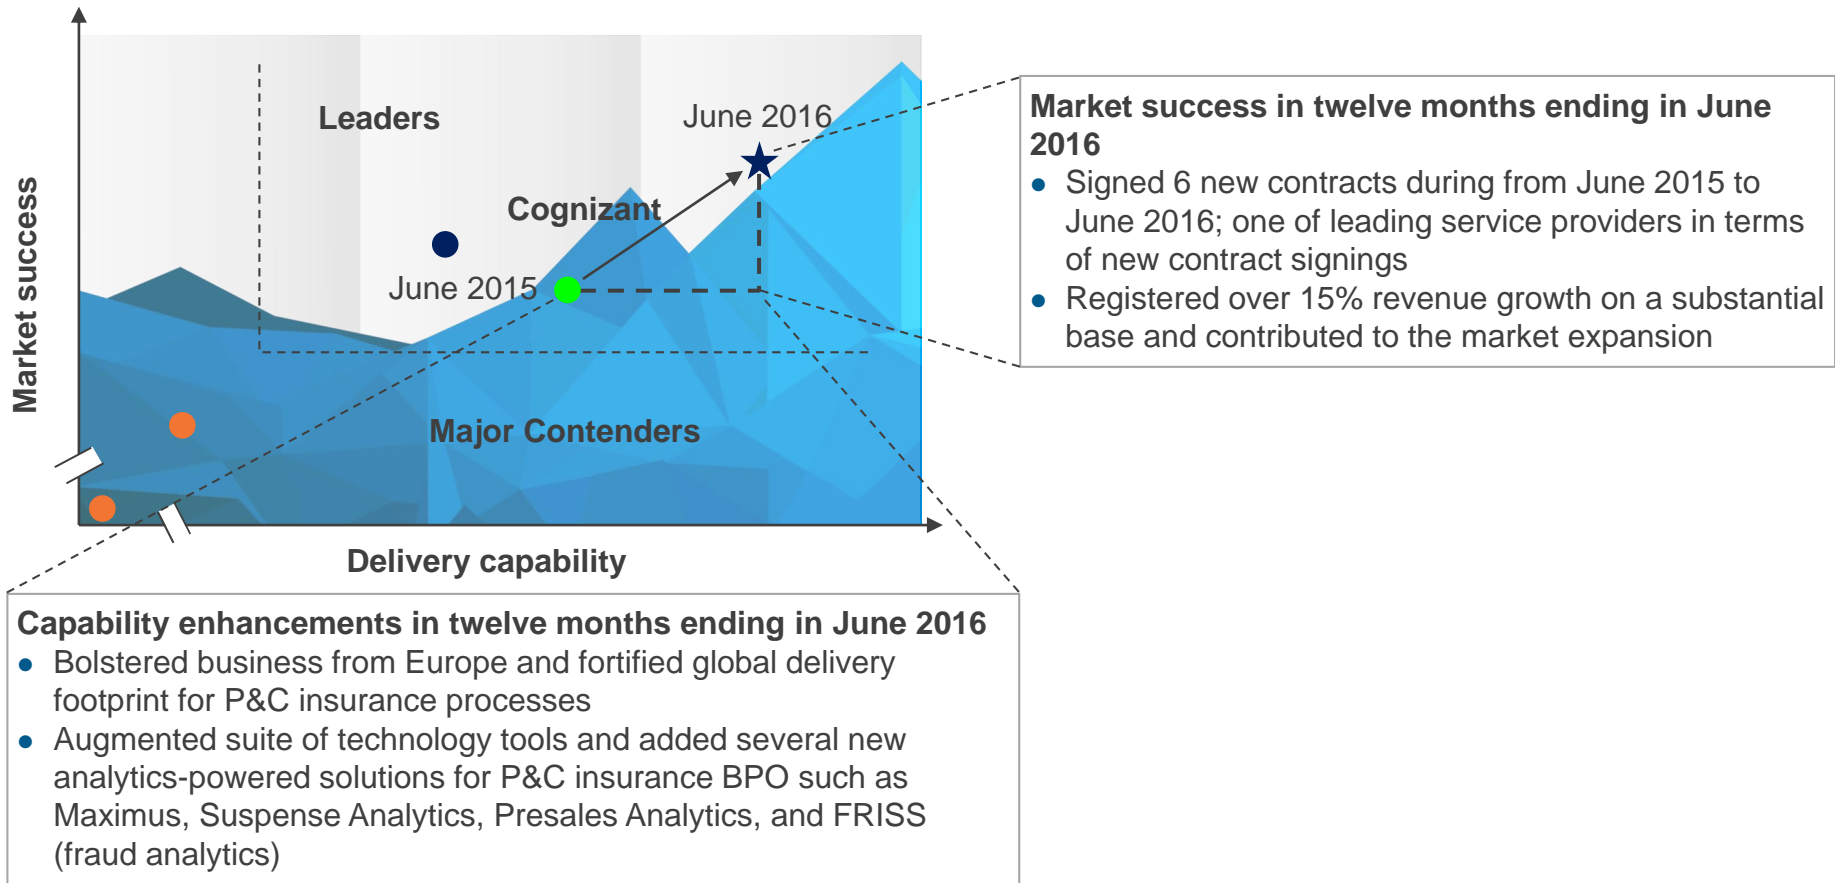 Market success
Leaders
June 2016
Cognizant
June 2015
Major Contenders
Delivery capability
Market success in twelve months ending in June
2016
● Signed 6 new contracts during from June 2015 to
June 2016; one of leading service providers in terms
of new contract signings
● Registered over 15% revenue growth on a substantial
base and contributed to the market expansion
Capability enhancements in twelve months ending in June 2016
● Bolstered business from Europe and fortified global delivery
footprint for P&C insurance processes
● Augmented suite of technology tools and added several new
analytics-powered solutions for P&C insurance BPO such as
Maximus, Suspense Analytics, Presales Analytics, and FRISS
(fraud analytics)